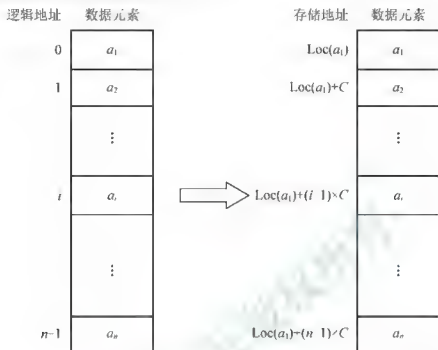 逻辑地址 数据元素 存储地址 数据元素
0 a₁ Loc(a₁) a₁
1 a₂ Loc(a₁)+C a₂
⋮ ⋮
i aᵢ Loc(a₁)+(i-1)×C aᵢ
⋮ ⋮
n-1 aₙ Loc(a₁)+(n-1)×C aₙ